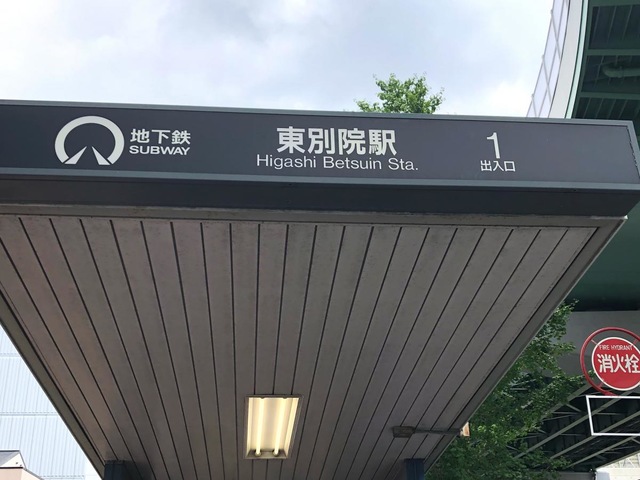 地下鉄
SUBWAY
東別院駅
Higashi Betsuin Sta.
1
出入口
FIRE HYDRANT
消火栓